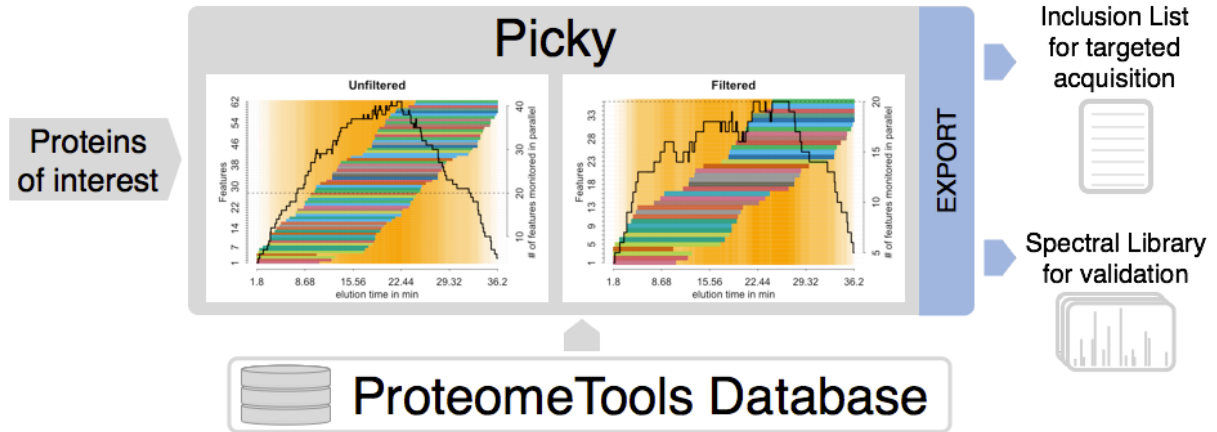 Picky
Proteins
of interest
Unfiltered
Features
62
54
46
38
30
22
14
7
1
40
30
20
10
# of features monitored in parallel
1.8 8.68 15.56 22.44 29.32 36.2
elution time in min
Filtered
Features
33
28
23
18
13
9
5
1
20
15
10
5
# of features monitored in parallel
1.8 8.68 15.56 22.44 29.32 36.2
elution time in min
EXPORT
Inclusion List
for targeted
acquisition
Spectral Library
for validation
ProteomeTools Database